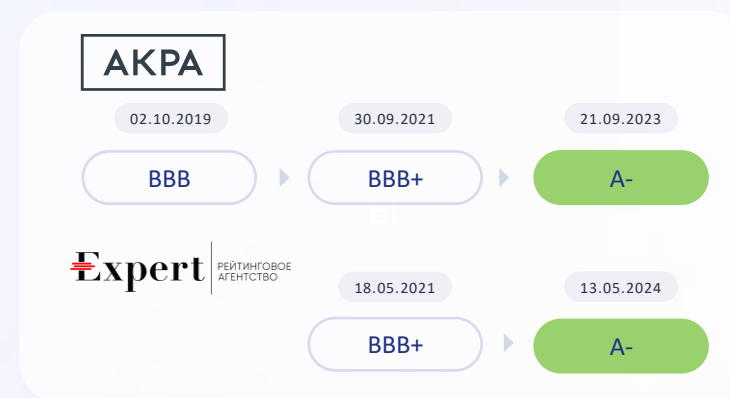 АКРА
02.10.2019
30.09.2021
21.09.2023
BBB
BBB+
A-
Expert
РЕЙТИНГОВОЕ
АГЕНТСТВО
18.05.2021
13.05.2024
BBB+
A-